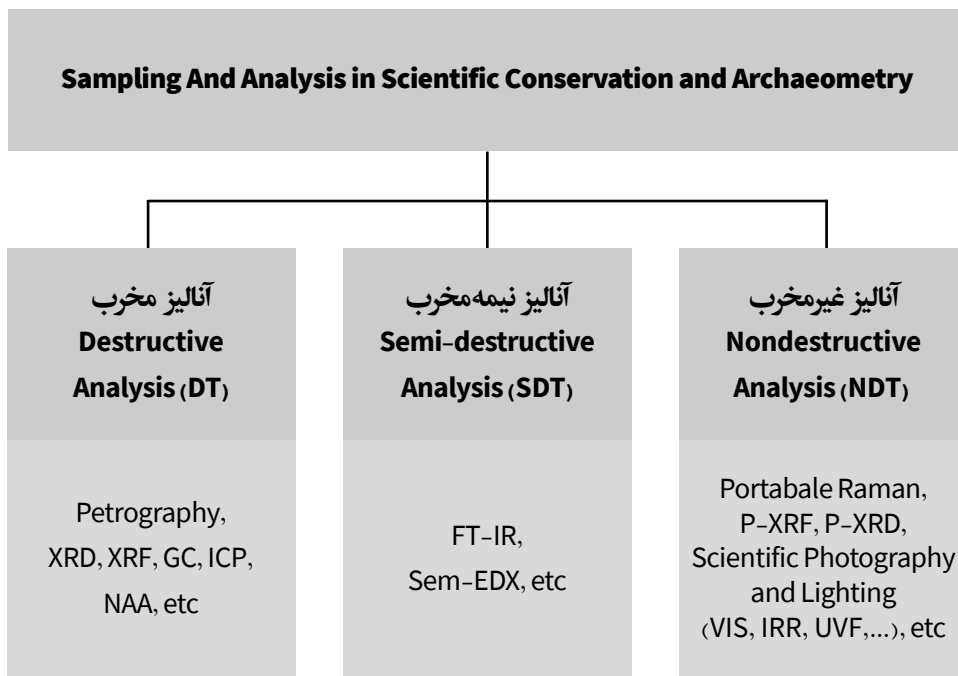 Sampling And Analysis in Scientific Conservation and Archaeometry
آنالیز مخرب
Destructive
Analysis (DT)
Petrography,
XRD, XRF, GC, ICP,
NAA, etc
آنالیز نیمه‌مخرب
Semi-destructive
Analysis (SDT)
FT-IR,
Sem-EDX, etc
آنالیز غیرمخرب
Nondestructive
Analysis (NDT)
Portabale Raman,
P-XRF, P-XRD,
Scientific Photography
and Lighting
(VIS, IRR, UVF,...), etc